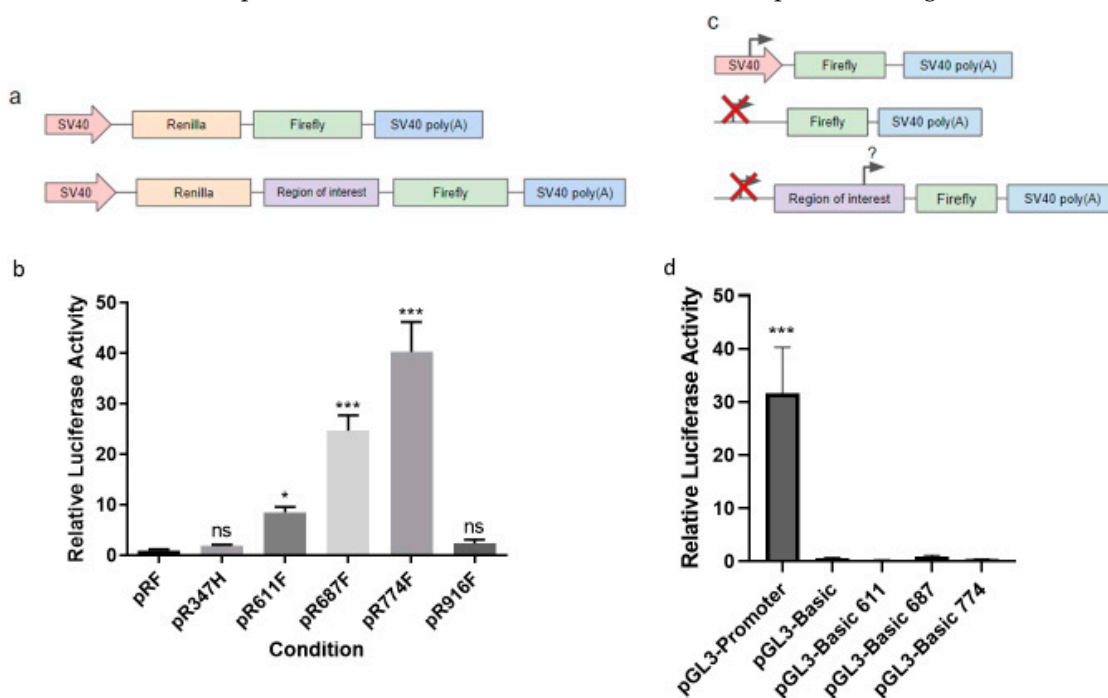 a
SV40 Renilla Firefly SV40 poly(A)
SV40 Renilla Region of interest Firefly SV40 poly(A)
c
SV40 Firefly SV40 poly(A)
Firefly SV40 poly(A)
?
Region of interest Firefly SV40 poly(A)
b
Relative Luciferase Activity
50
40
30
20
10
0
ns
*
***
***
ns
pRF
pR347H
pR611F
pR687F
pR774F
pR916F
Condition
d
Relative Luciferase Activity
50
40
30
20
10
0
***
pGL3-Promoter
pGL3-Basic
pGL3-Basic 611
pGL3-Basic 687
pGL3-Basic 774